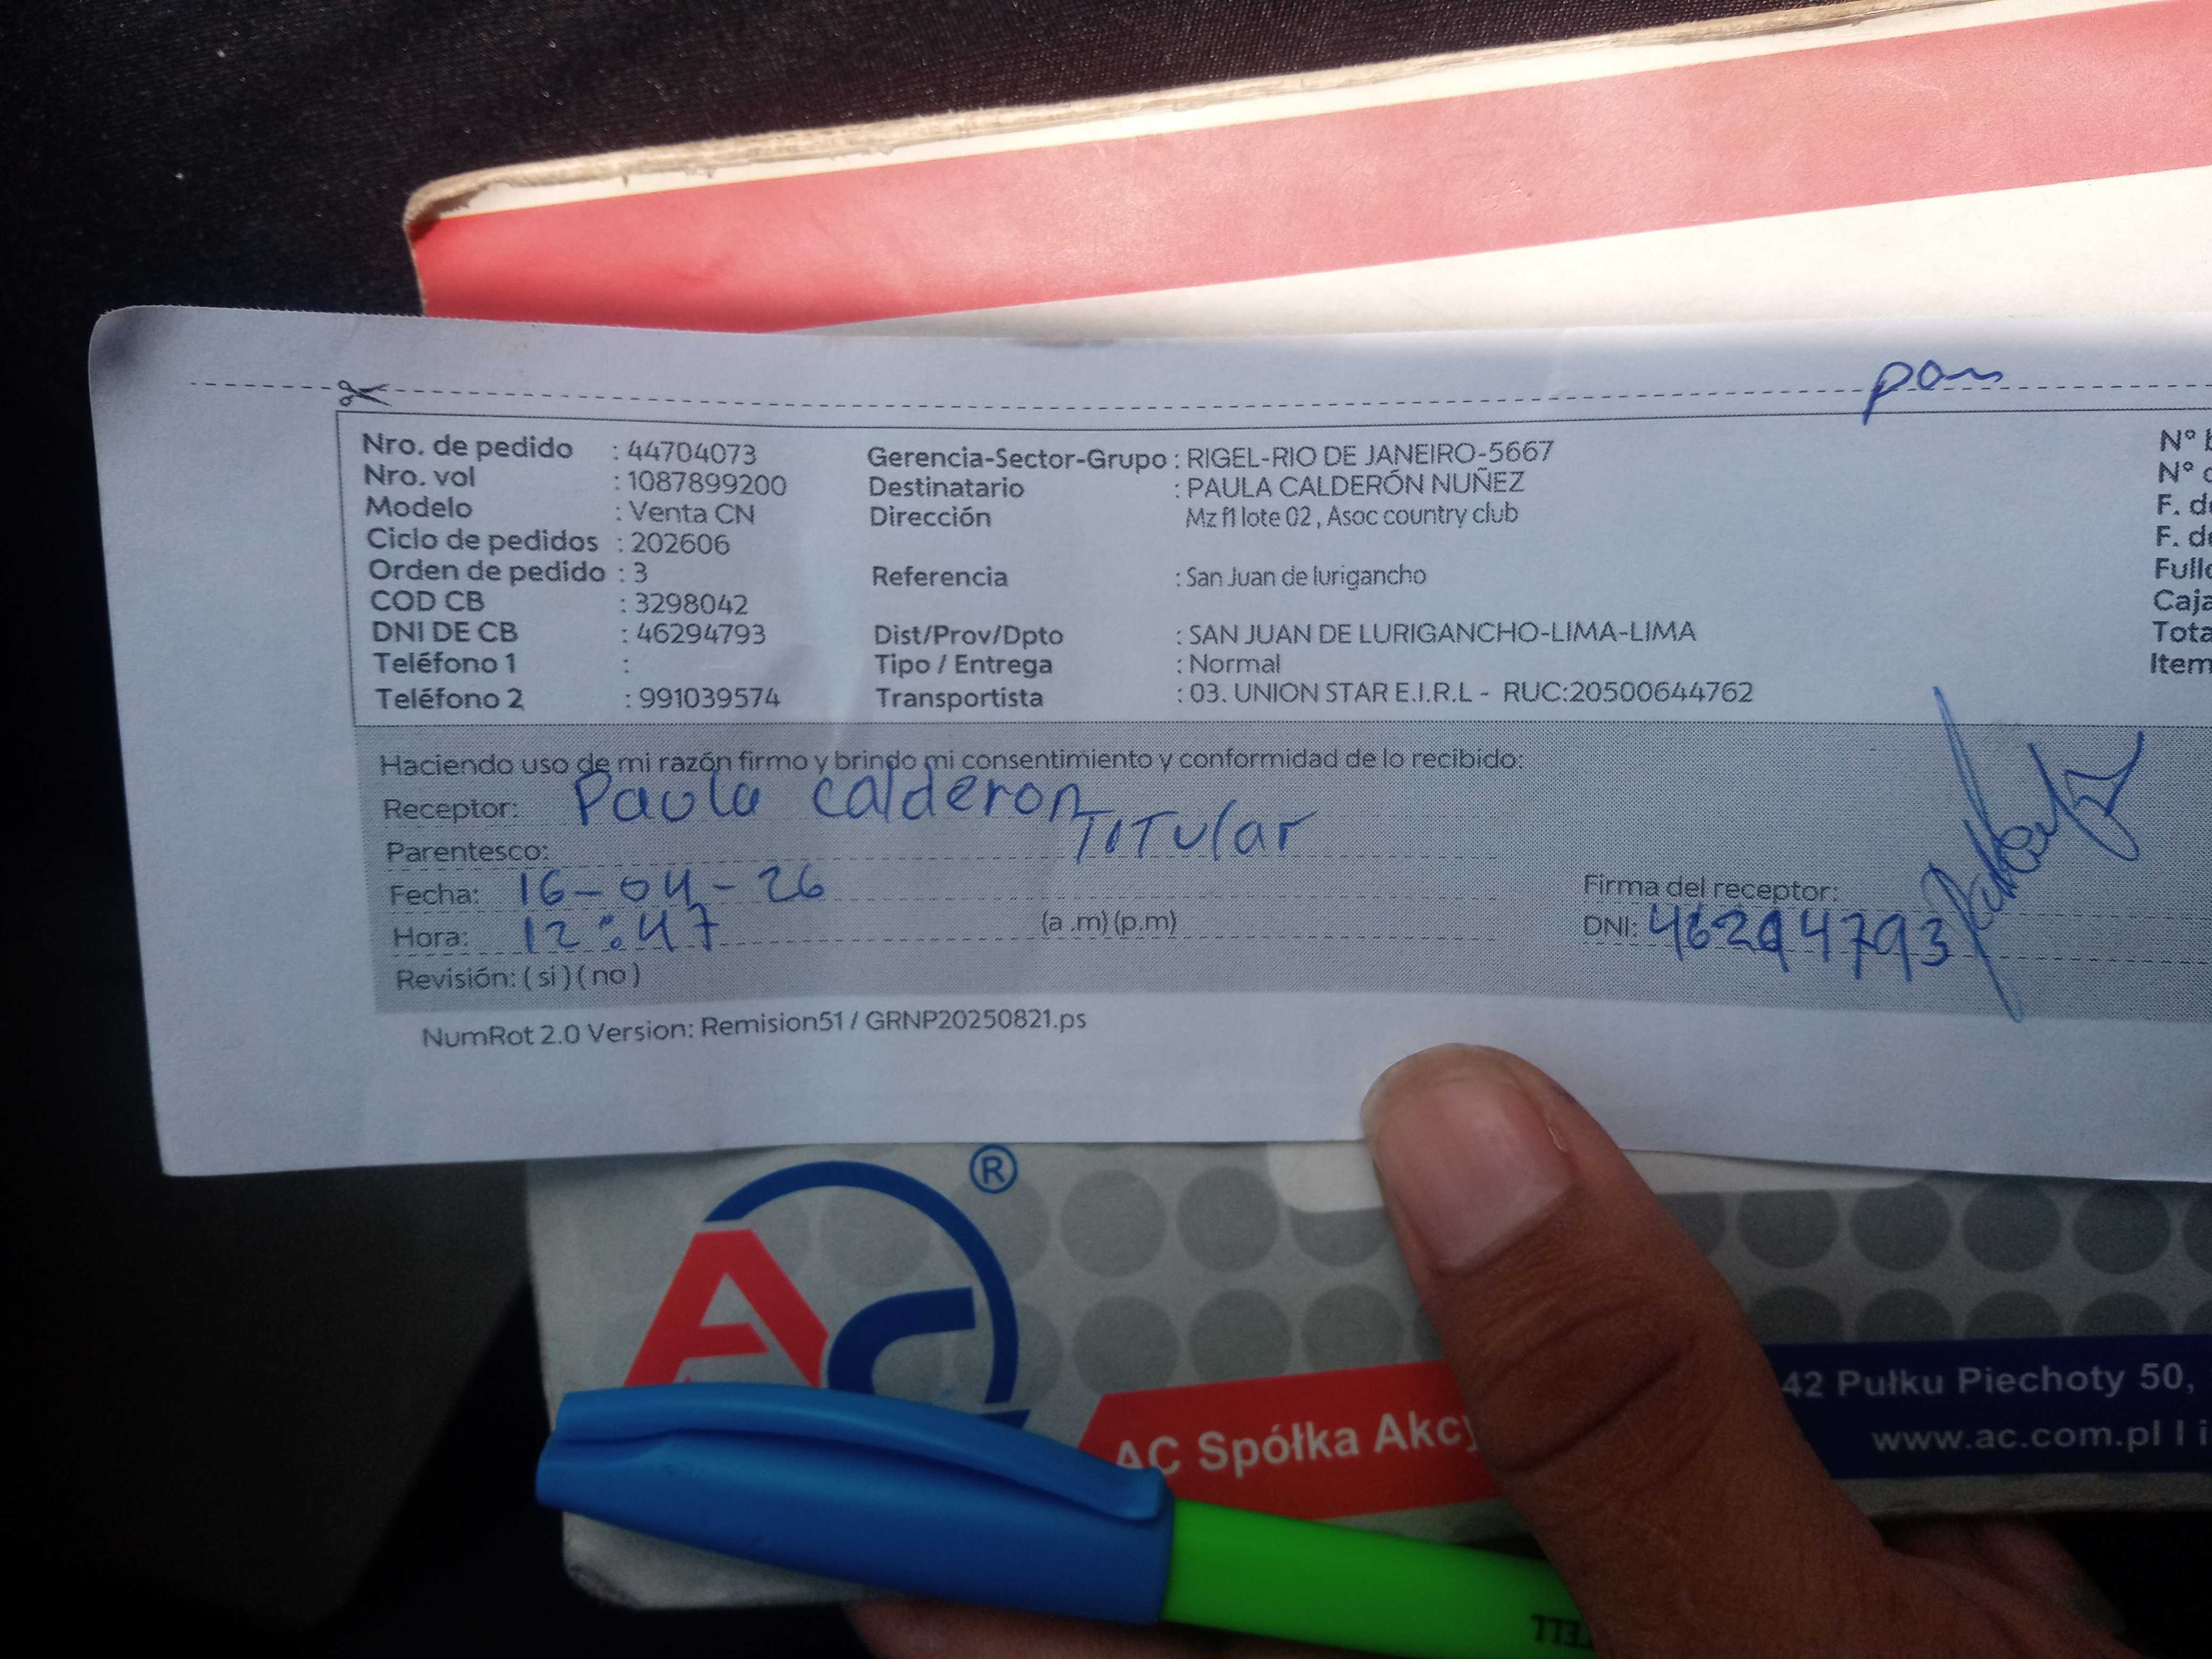 Nro. de pedido : 44704073
Nro. vol : 1087899200
Modelo : Venta CN
Ciclo de pedidos : 202606
Orden de pedido : 3
COD CB : 3298042
DNI DE CB : 46294793
Teléfono 1 :
Teléfono 2 : 991039574
Gerencia-Sector-Grupo : RIGEL-RIO DE JANEIRO-5667
Destinatario : PAULA CALDERÓN NUÑEZ
Dirección Mz f1 lote 02 , Asoc country club
Referencia : San Juan de lurigancho
Dist/Prov/Dpto : SAN JUAN DE LURIGANCHO-LIMA-LIMA
Tipo / Entrega : Normal
Transportista : 03. UNION STAR E.I.R.L - RUC:20500644762
N°
N°
F. de
F. de
Tota
Item
Haciendo uso de mi razón firmo y brindo mi consentimiento y conformidad de lo recibido:
Receptor: Paula calderon
Parentesco: TITular
Fecha: 16-04-26
Hora: 12:47 (a .m) (p.m)
Revisión: ( si ) ( no )
Firma del receptor:
DNI: 46294793
NumRot 2.0 Version: Remision51 / GRNP20250821.ps
AC ®
AC Spółka Akcy
42 Pułku Piechoty 50,
www.ac.com.pl | i